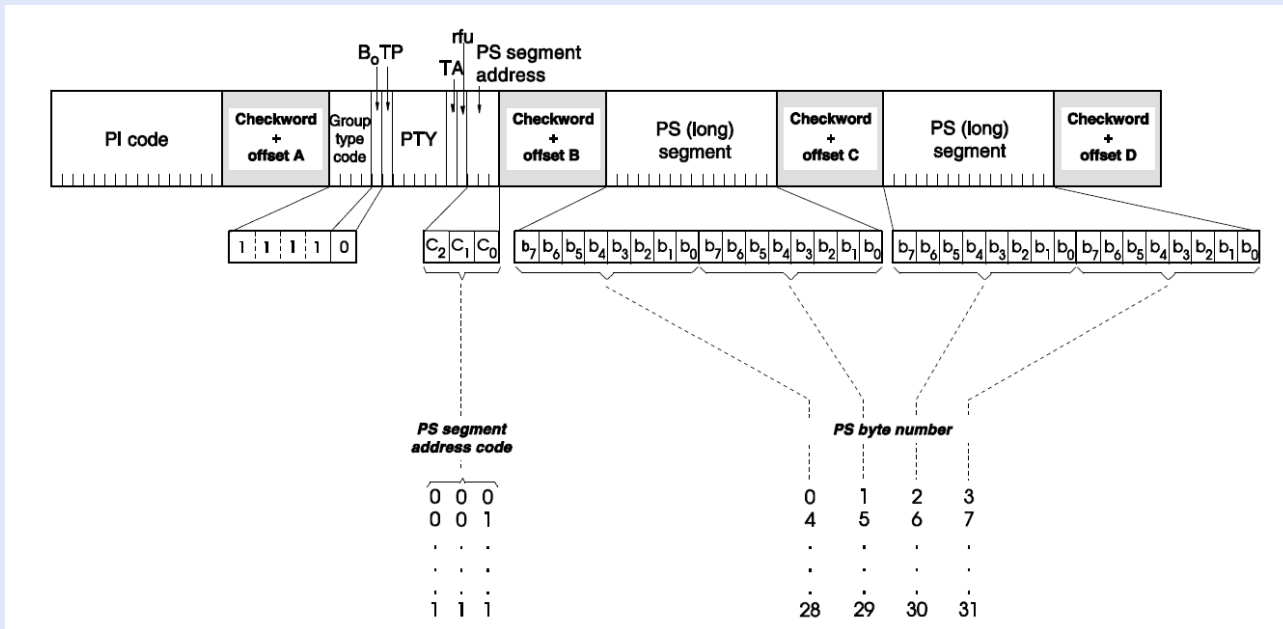 rfu
B₀TP PS segment
TA address
PI code Checkword + offset A Group type code PTY Checkword + offset B PS (long) segment Checkword + offset C PS (long) segment Checkword + offset D
1 1 1 1 0 C₂ C₁ C₀ b₇ b₆ b₅ b₄ b₃ b₂ b₁ b₀ b₇ b₆ b₅ b₄ b₃ b₂ b₁ b₀ b₇ b₆ b₅ b₄ b₃ b₂ b₁ b₀ b₇ b₆ b₅ b₄ b₃ b₂ b₁ b₀
PS segment PS byte number
address code
0 0 0 0 1 2 3
0 0 1 4 5 6 7
. . . . . . .
. . . . . . .
. . . . . . .
1 1 1 28 29 30 31